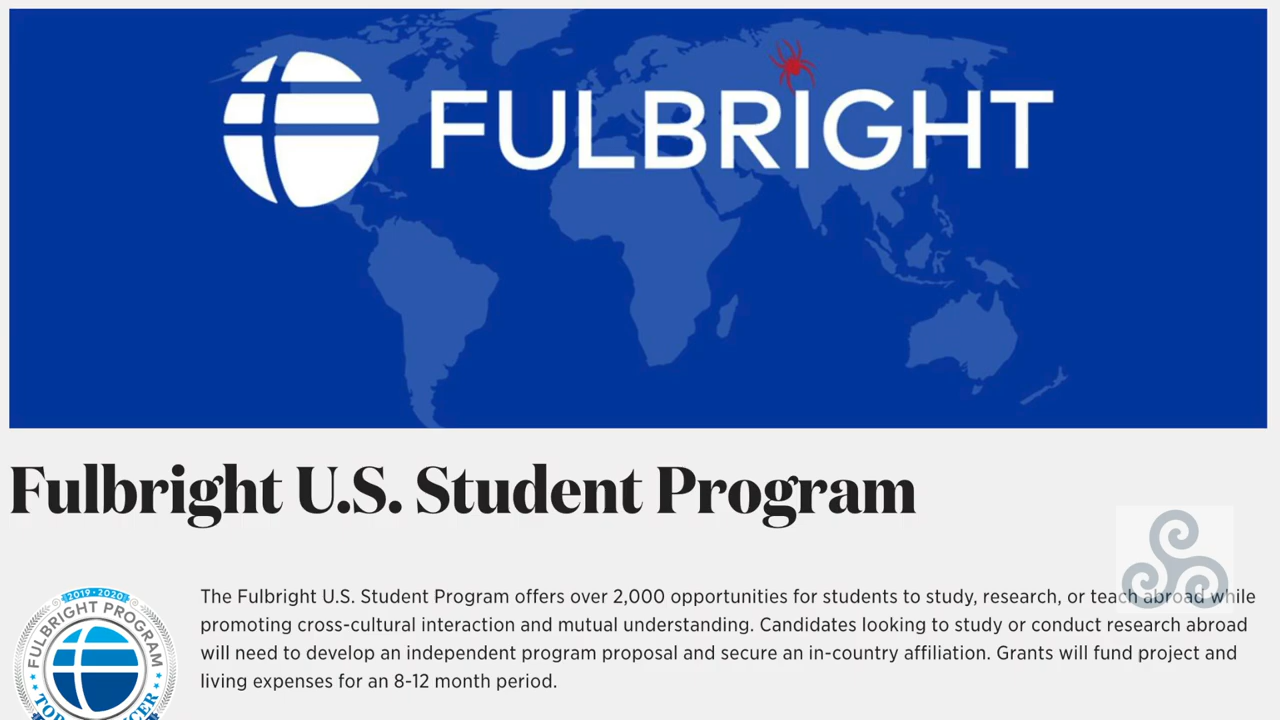 FULBRIGHT
Fulbright U.S. Student Program
2019 · 2020
FULBRIGHT PROGRAM
The Fulbright U.S. Student Program offers over 2,000 opportunities for students to study, research, or teach abroad while
promoting cross-cultural interaction and mutual understanding. Candidates looking to study or conduct research abroad
will need to develop an independent program proposal and secure an in-country affiliation. Grants will fund project and
living expenses for an 8-12 month period.